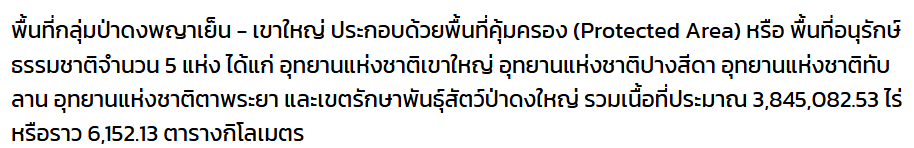 พื้นที่กลุ่มป่าดงพญาเย็น - เขาใหญ่ ประกอบด้วยพื้นที่คุ้มครอง (Protected Area) หรือ พื้นที่อนุรักษ์
ธรรมชาติจำนวน 5 แห่ง ได้แก่ อุทยานแห่งชาติเขาใหญ่ อุทยานแห่งชาติปางสีดา อุทยานแห่งชาติทับ
ลาน อุทยานแห่งชาติตาพระยา และเขตรักษาพันธุ์สัตว์ป่าดงใหญ่ รวมเนื้อที่ประมาณ 3,845,082.53 ไร่
หรือราว 6,152.13 ตารางกิโลเมตร